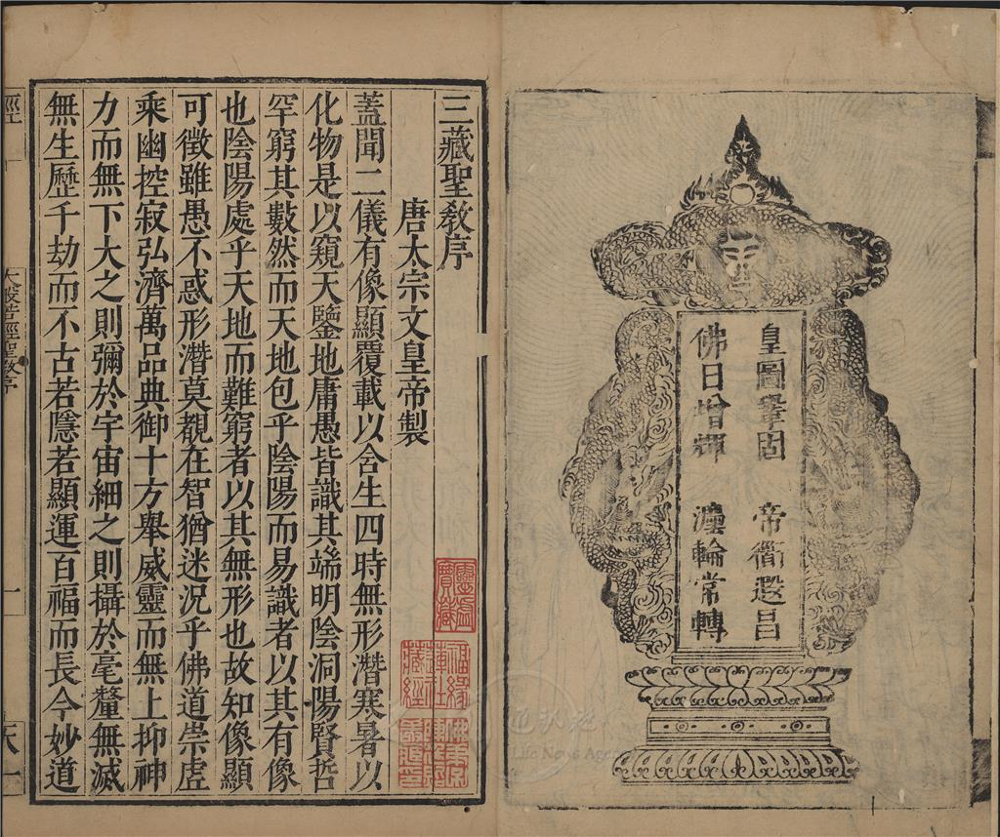 皇圖鞏固　帝衜遐昌
佛日增輝　灋輪常轉
三藏聖教序
唐太宗文皇帝製
蓋聞二儀有像顯覆載以含生四時無形潛寒暑以
化物是以窺天鑒地庸愚皆識其端明陰洞陽賢哲
罕窮其數然而天地包乎陰陽而易識者以其有像
也陰陽處乎天地而難窮者以其無形也故知像顯
可徵雖愚不惑形潛莫覩在智猶迷況乎佛道崇虛
乘幽控寂弘濟萬品典御十方舉威靈而無上抑神
力而無下大之則彌於宇宙細之則攝於毫釐無滅
無生歷千劫而不古若隱若顯運百福而長今妙道
經
大般若經聖教序
一
天一
Life News Agency